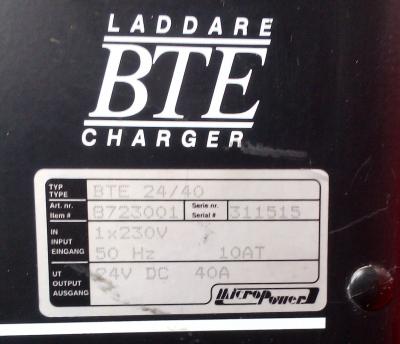 LADDARE
BTE
CHARGER
TYP
TYPE
BTE 24/40
Art. nr.
Item #
8723001
Serie nr.
Serial #
311515
IN
INPUT
EINGANG
1x230V
50 Hz 10AT
UT
OUTPUT
AUSGANG
24V DC 40A
MicroPower